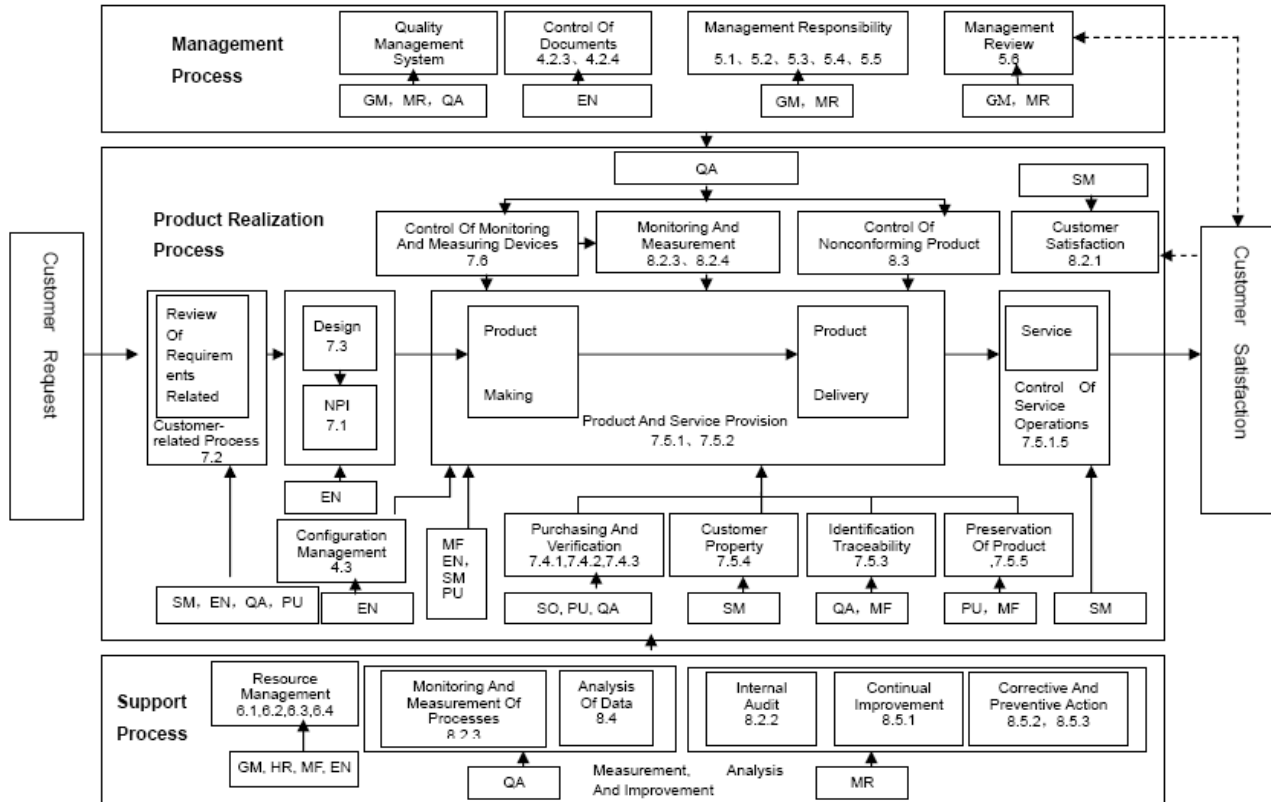 Management
Process
Quality
Management
System
Control Of
Documents
4.2.3、4.2.4
Management Responsibility
5.1、5.2、5.3、5.4、5.5
Management
Review
5.6
GM，MR，QA
EN
GM，MR
GM，MR
QA
SM
Product Realization
Process
Control Of Monitoring
And Measuring Devices
7.6
Monitoring And
Measurement
8.2.3、8.2.4
Control Of
Nonconforming Product
8.3
Customer
Satisfaction
8.2.1
Customer Request
Review
Of
Requirem
ents
Related
Customer-
related Process
7.2
Design
7.3
NPI
7.1
Product
Making
Product
Delivery
Product And Service Provision
7.5.1、7.5.2
Service
Control Of
Service
Operations
7.5.1.5
Customer Satisfaction
EN
Configuration
Management
4.3
EN
MF
EN，
SM
PU
Purchasing And
Verification
7.4.1,7.4.2,7.4.3
Customer
Property
7.5.4
Identification
Traceability
7.5.3
Preservation
Of Product
,7.5.5
SM，EN，QA，PU
SO, PU, QA
SM
QA，MF
PU，MF
SM
Support
Process
Resource
Management
6.1,6.2,6.3,6.4
Monitoring And
Measurement Of
Processes
8.2.3
Analysis
Of Data
8.4
Internal
Audit
8.2.2
Continual
Improvement
8.5.1
Corrective And
Preventive Action
8.5.2，8.5.3
GM, HR, MF, EN
QA
Measurement, Analysis
And Improvement
MR